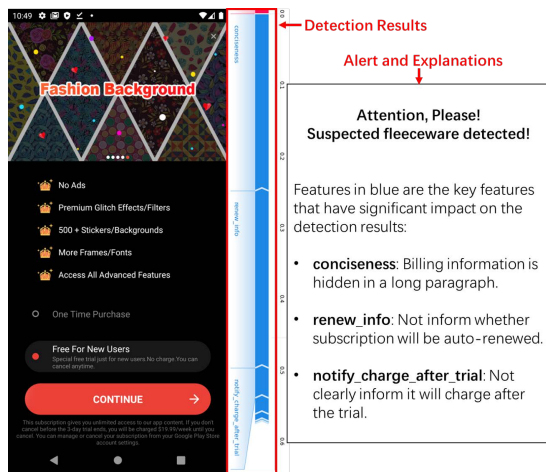 10:49
Fashion Background
No Ads
Premium Glitch Effects/Filters
500 + Stickers/Backgrounds
More Frames/Fonts
Access All Advanced Features
One Time Purchase
Free For New Users
Special free trial just for new users No charge.You can
cancel anytime.
CONTINUE
This subscription gives you unlimited access to our app content. If you don't
cancel before the 3-day trial ends, you will be charged $19.99/week until you
cancel. You can manage or cancel your subscription from your Google Play Store
account settings.
conciseness
renew_info
notify_charge_after_trial
0.0
0.1
0.2
0.3
0.4
0.5
0.6
Detection Results
Alert and Explanations
Attention, Please!
Suspected fleeceware detected!
Features in blue are the key features
that have significant impact on the
detection results:
• conciseness: Billing information is
hidden in a long paragraph.
• renew_info: Not inform whether
subscription will be auto-renewed.
• notify_charge_after_trial: Not
clearly inform it will charge after
the trial.